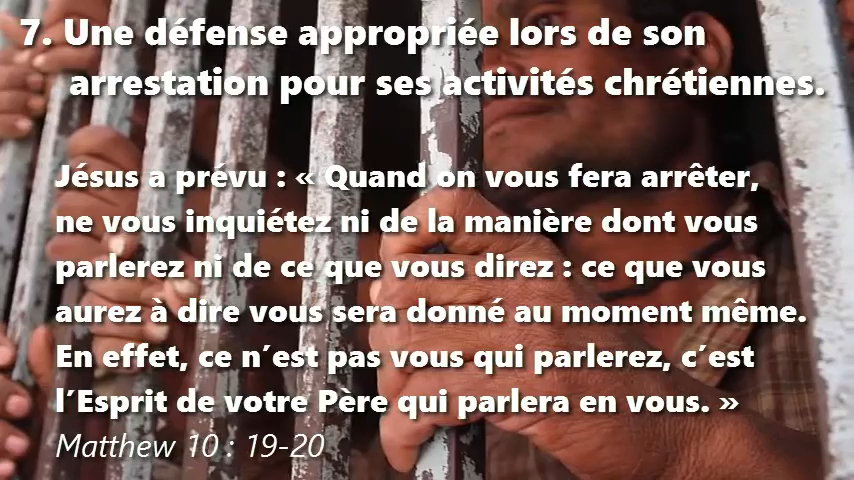 7. Une défense appropriée lors de son
arrestation pour ses activités chrétiennes.
Jésus a prévu : « Quand on vous fera arrêter,
ne vous inquiétez ni de la manière dont vous
parlerez ni de ce que vous direz : ce que vous
aurez à dire vous sera donné au moment même.
En effet, ce n´est pas vous qui parlerez, c´est
l´Esprit de votre Père qui parlera en vous. »
Matthew 10 : 19-20